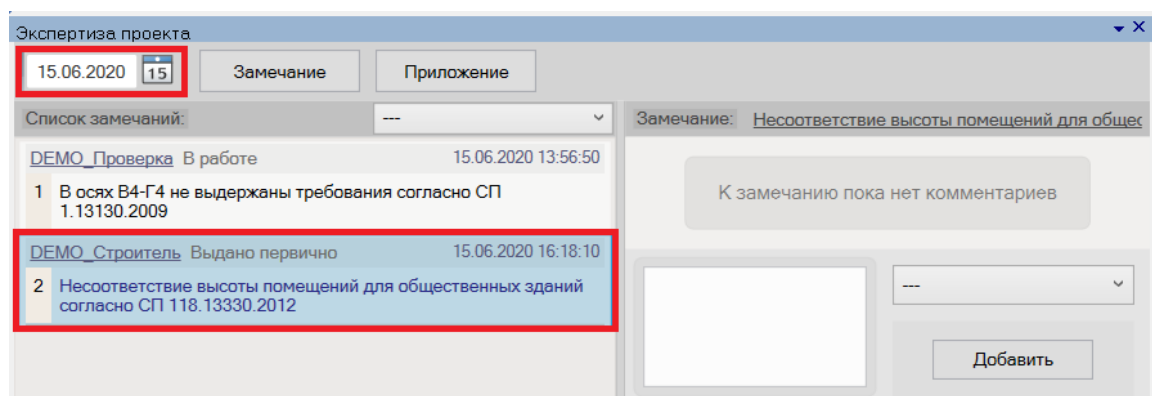 Экспертиза проекта
15.06.2020 15 Замечание Приложение
Список замечаний: --- Замечание: Несоответствие высоты помещений для общес
DEMO_Проверка В работе 15.06.2020 13:56:50
1 В осях В4-Г4 не выдержаны требования согласно СП
1.13130.2009
К замечанию пока нет комментариев
DEMO_Строитель Выдано первично 15.06.2020 16:18:10
2 Несоответствие высоты помещений для общественных зданий
согласно СП 118.13330.2012
---
Добавить